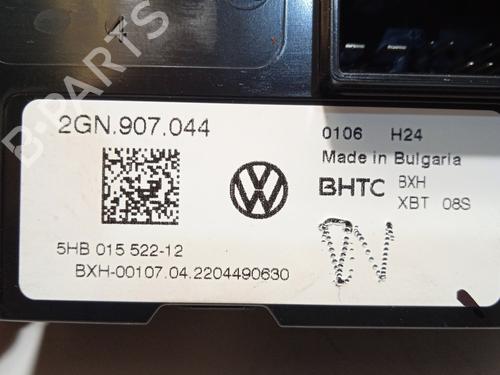 B-PARTS
2GN.907.044
0106 H24
Made in Bulgaria
BHTC BXH
XBT 08S
5HB 015 522-12
BXH-00107.04.2204490630